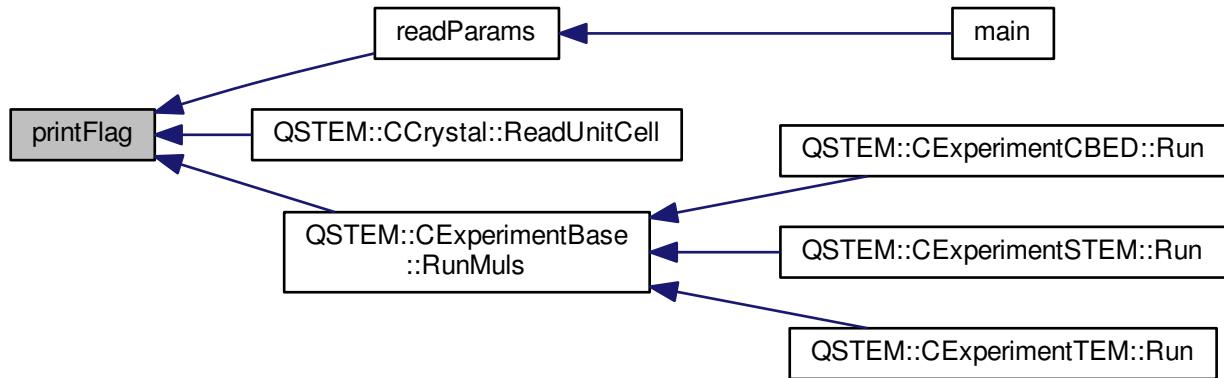 readParams
main
printFlag
QSTEM::CCrystal::ReadUnitCell
QSTEM::CExperimentCBED::Run
QSTEM::CExperimentBase
::RunMuls
QSTEM::CExperimentSTEM::Run
QSTEM::CExperimentTEM::Run